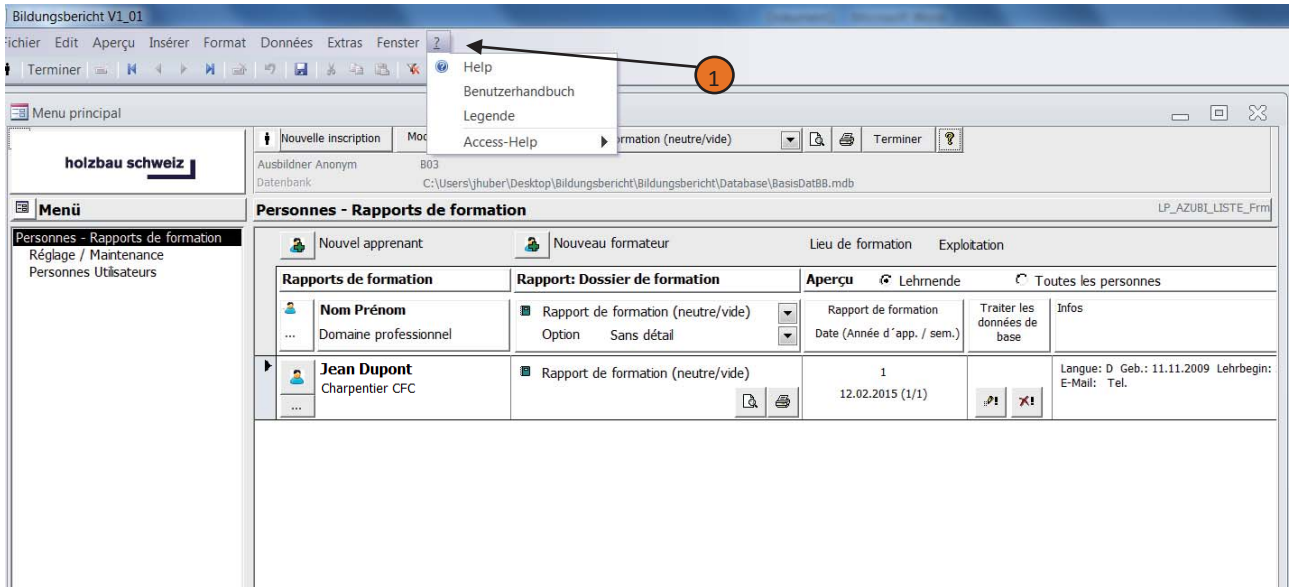 Bildungsbericht V1_01
ichier Edit Aperçu Insérer Format Données Extras Fenster ?
Terminer
Help
Benutzerhandbuch
Legende
Access-Help
1
Menu principal
holzbau schweiz
Nouvelle inscription Mod rmation (neutre/vide) Terminer ?
Ausbildner Anonym B03
Datenbank C:\Users\jhuber\Desktop\Bildungsbericht\Bildungsbericht\Database\BasisDatBB.mdb
Menü
Personnes - Rapports de formation LP_AZUBI_LISTE_Frm
Personnes - Rapports de formation
Réglage / Maintenance
Personnes Utilsateurs
Nouvel apprenant Nouveau formateur Lieu de formation Exploitation
Rapports de formation Rapport: Dossier de formation Aperçu Lehrnende Toutes les personnes
Nom Prénom
Domaine professionnel
...
Rapport de formation (neutre/vide)
Option Sans détail
Rapport de formation
Date (Année d´app. / sem.)
Traiter les
données de
base
Infos
Jean Dupont
Charpentier CFC
...
Rapport de formation (neutre/vide)
1
12.02.2015 (1/1)
Langue: D Geb.: 11.11.2009 Lehrbegin:
E-Mail: Tel.